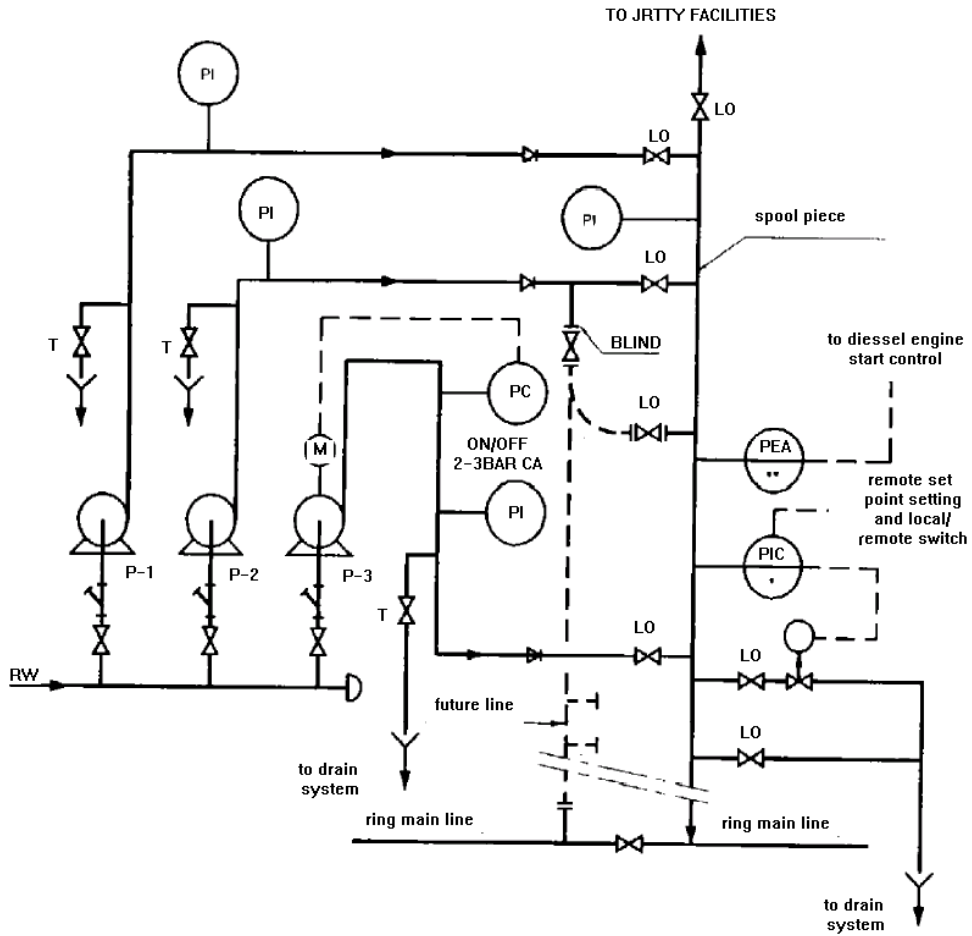 TO JRTTY FACILITIES
PI
LO
LO
PI
PI
spool piece
LO
T
T
BLIND
to diessel engine
start control
PC
LO
M
ON/OFF
2-3BAR CA
PEA
**
remote set
point setting
and local/
remote switch
PI
PIC
*
P-1
P-2
P-3
T
LO
RW
LO
future line
LO
to drain
system
ring main line
ring main line
to drain
system